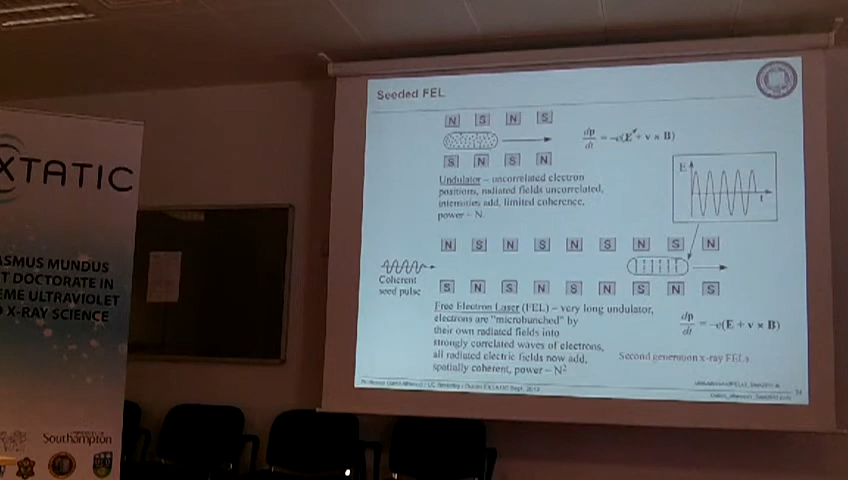 XTATIC
ASMUS MUNDUS
T DOCTORATE IN
EME ULTRAVIOLET
X-RAY SCIENCE
Southampton
Seeded FEL
N S N S
dp/dt = -e(E + v × B)
S N S N
Undulator – uncorrelated electron
positions, radiated fields uncorrelated,
intensities add, limited coherence,
power ~ N.
E
t
N S N S N S N S N
Coherent
seed pulse
S N S N S N S N S
Free Electron Laser (FEL) – very long undulator,
electrons are "microbunched" by
their own radiated fields into
strongly correlated waves of electrons,
all radiated electric fields now add,
spatially coherent, power ~ N²
dp/dt = -e(E + v × B)
Second generation x-ray FELs